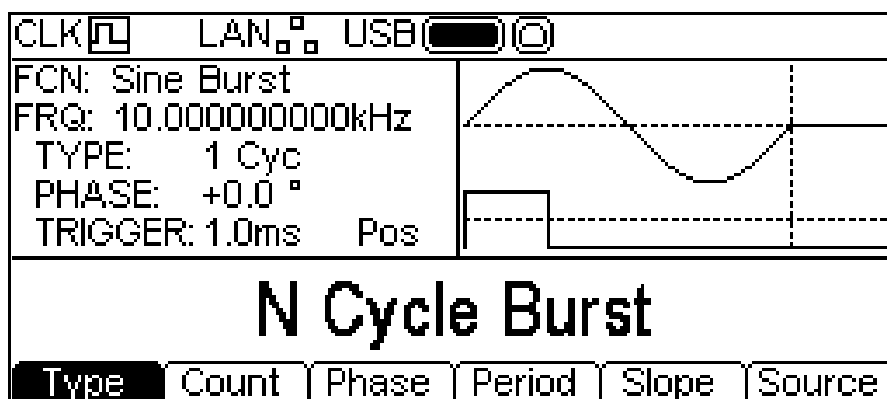 CLK LAN USB
FCN: Sine Burst
FRQ: 10.000000000kHz
TYPE: 1 Cyc
PHASE: +0.0 °
TRIGGER: 1.0ms Pos
N Cycle Burst
Type Count Phase Period Slope Source